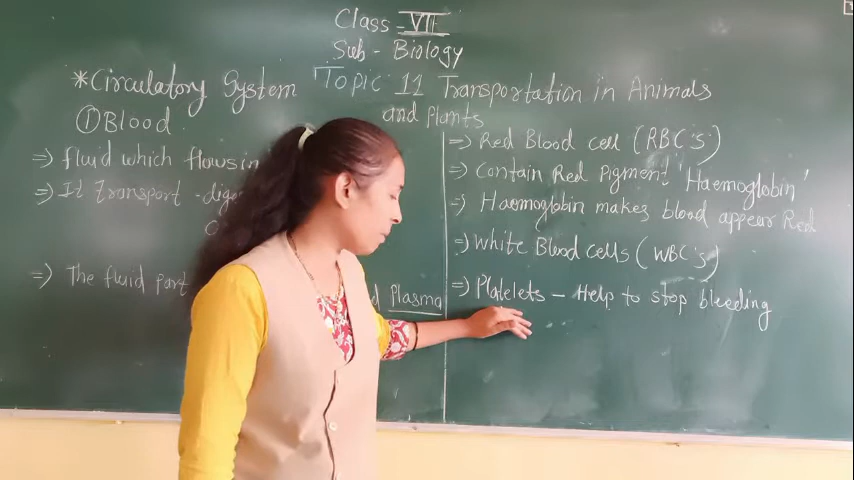 Class - VII
Sub - Biology
Topic 11 Transportation in Animals
and Plants
*Circulatory System
① Blood.
⇒ fluid which flows in
⇒ It transport - dige
⇒ The fluid part
d Plasma
⇒ Red Blood cell (RBC's)
⇒ Contain Red Pigment 'Haemoglobin'
⇒ Haemoglobin makes blood appear Red
⇒ White Blood cells (WBC's)
⇒ Platelets - Help to stop bleeding